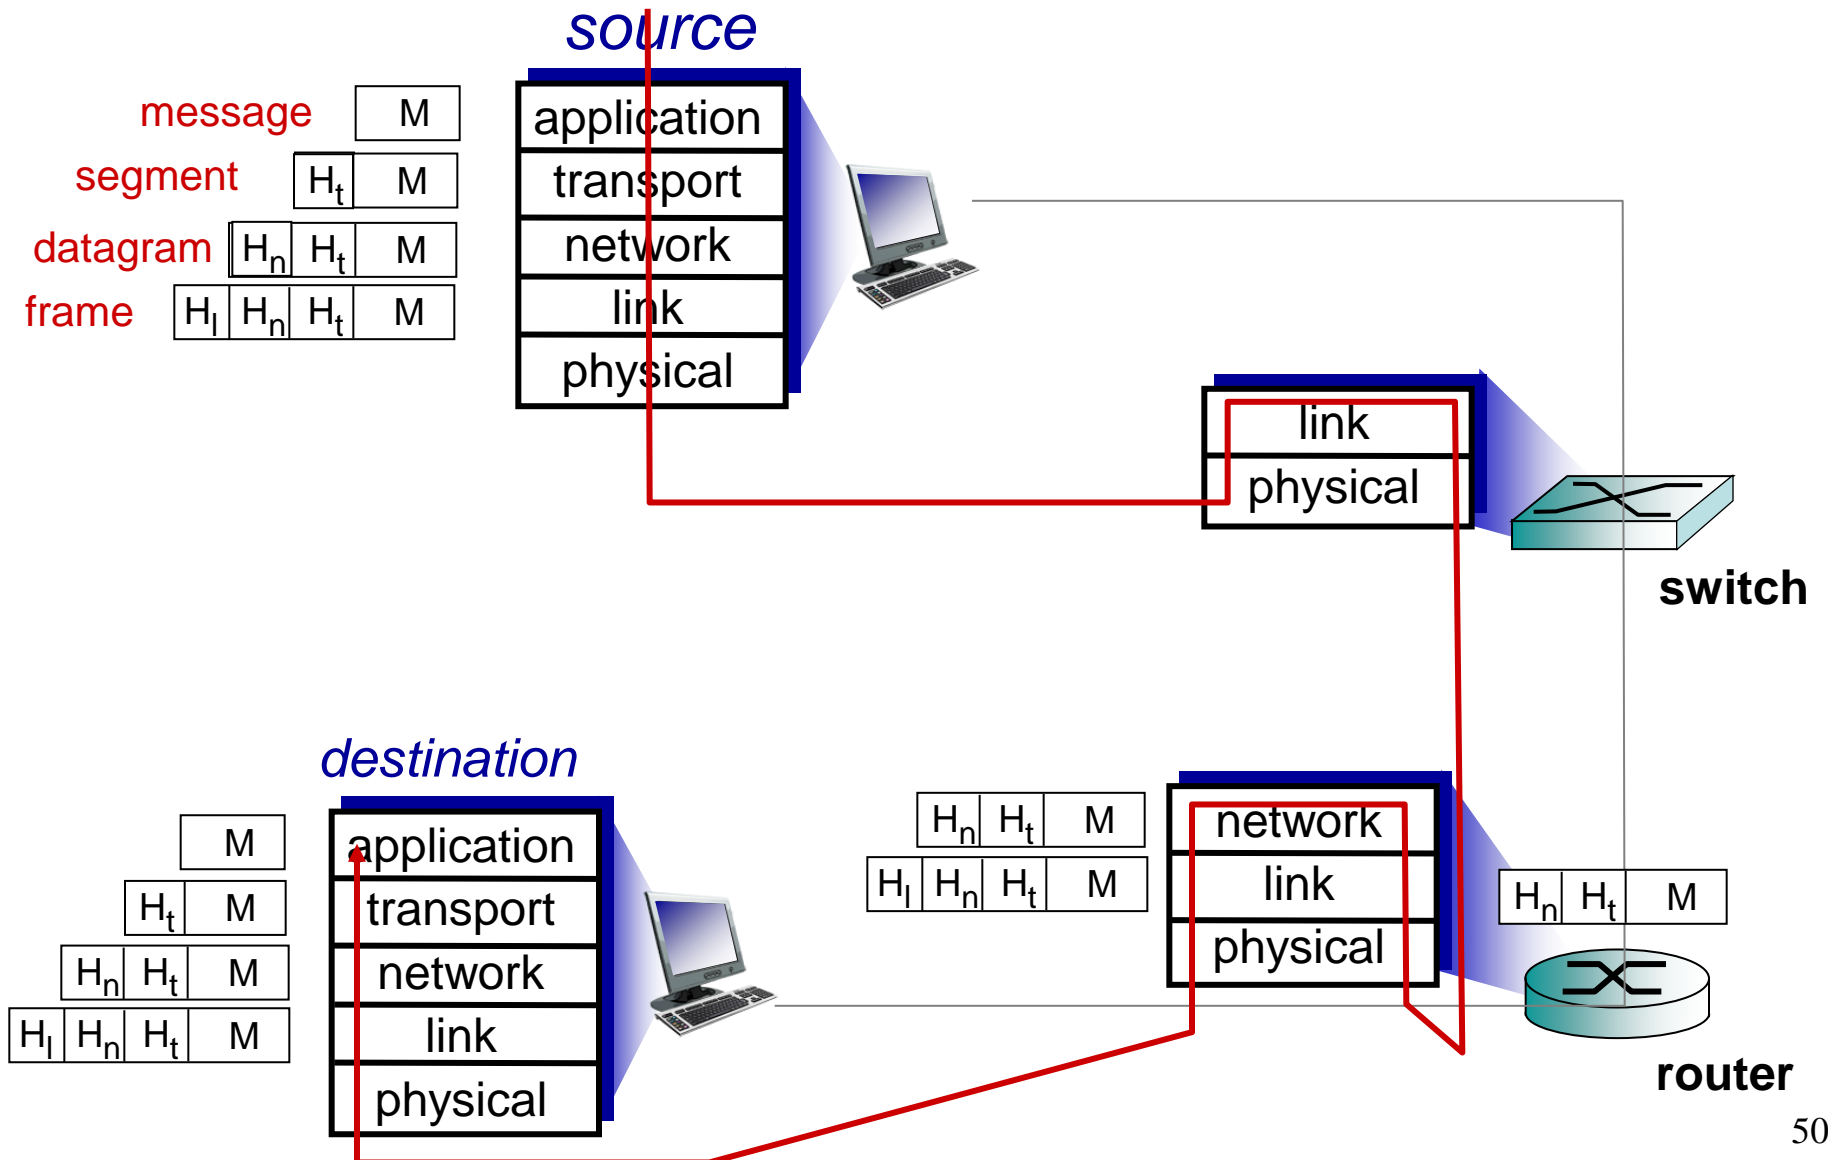 source
message M
segment Ht M
datagram Hn Ht M
frame Hl Hn Ht M
application
transport
network
link
physical
link
physical
switch
destination
M
Ht M
Hn Ht M
Hl Hn Ht M
application
transport
network
link
physical
Hn Ht M
Hl Hn Ht M
network
link
physical
Hn Ht M
router
50